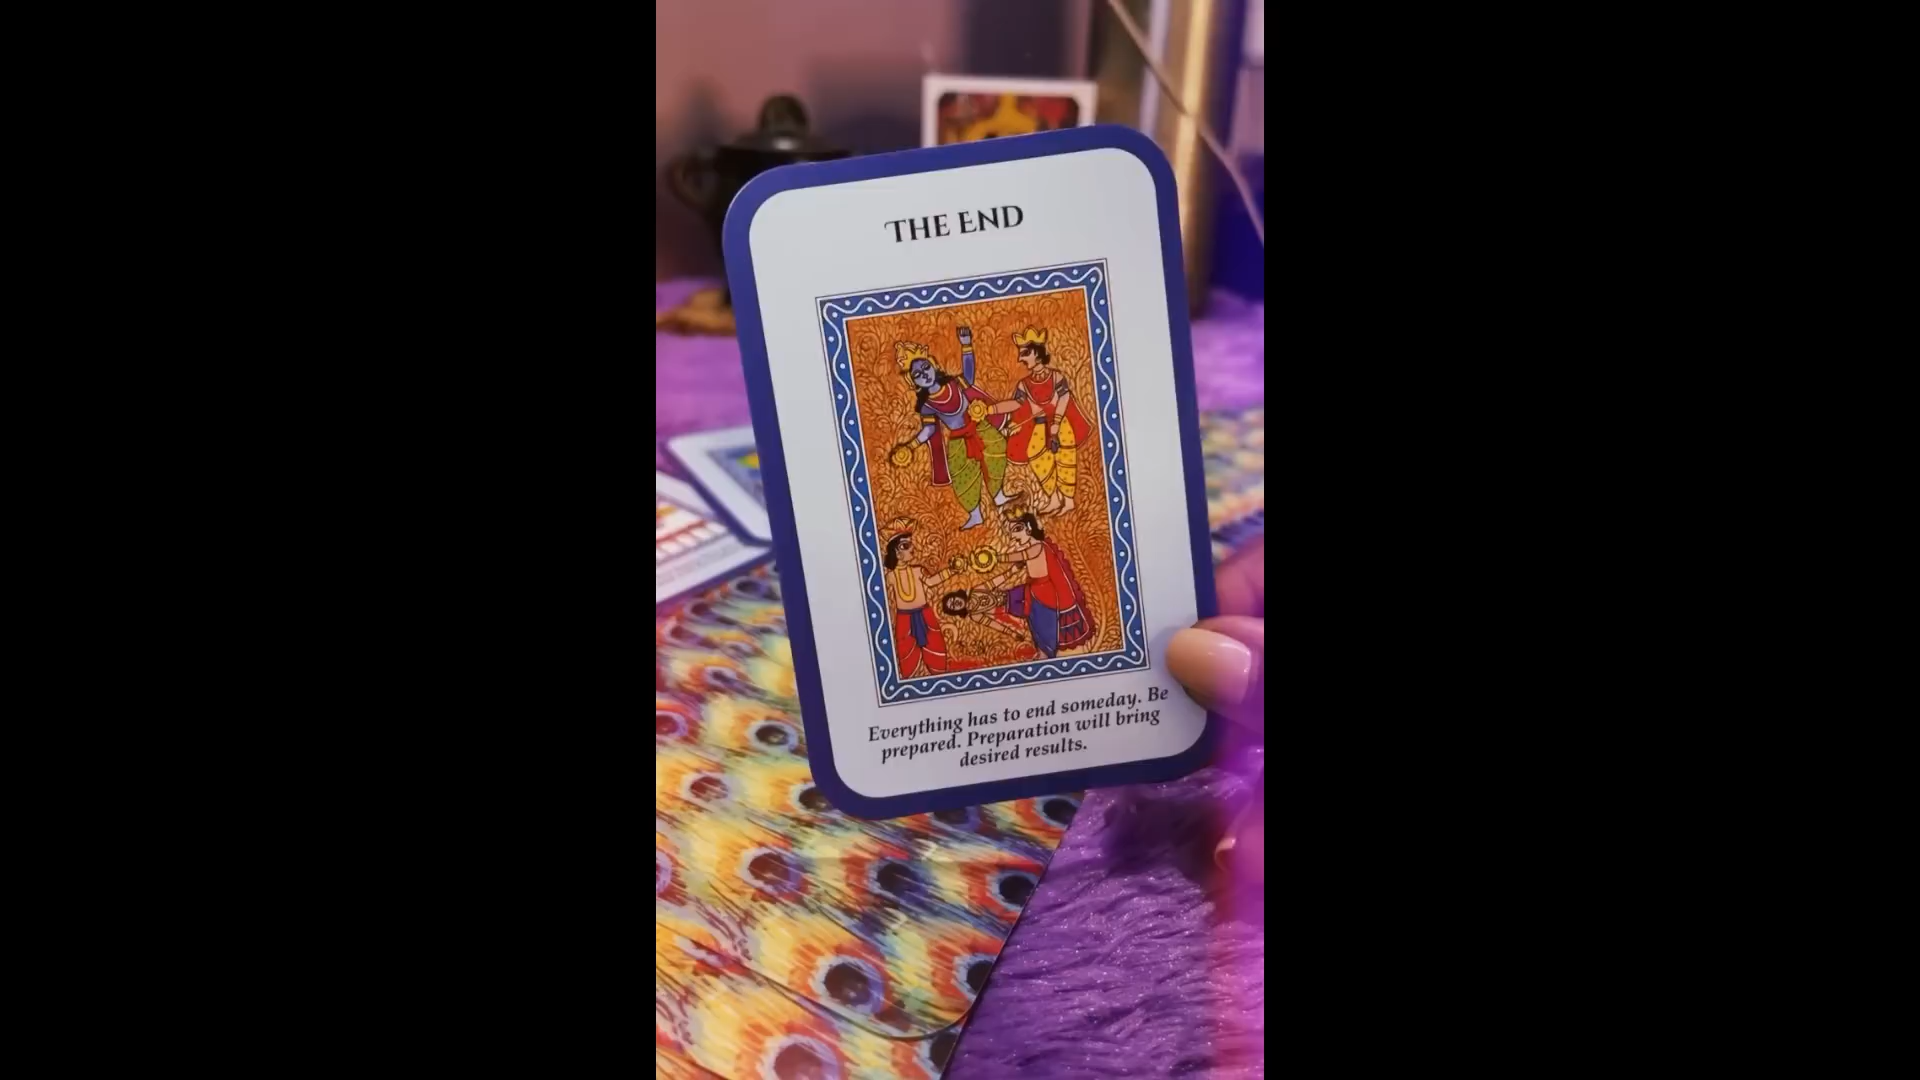 THE END
Everything has to end someday. Be
prepared. Preparation will bring
desired results.